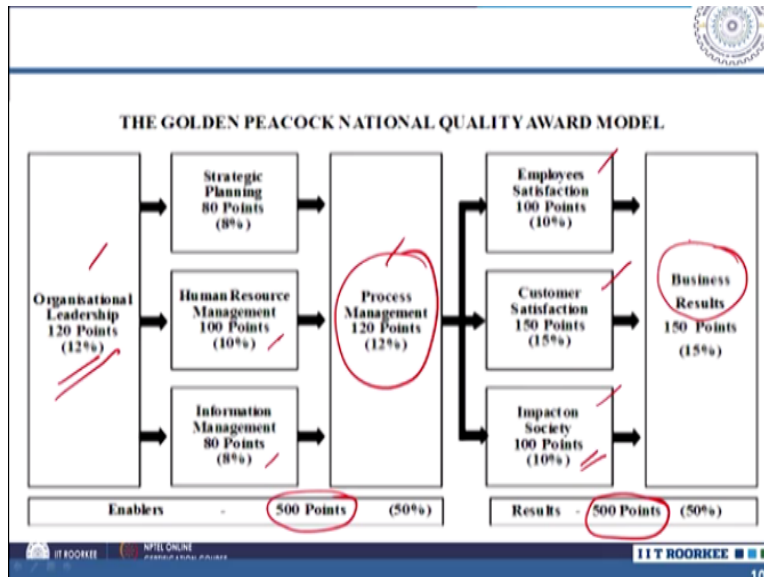 THE GOLDEN PEACOCK NATIONAL QUALITY AWARD MODEL
Organisational
Leadership
120 Points
(12%)
Strategic
Planning
80 Points
(8%)
Human Resource
Management
100 Points
(10%)
Information
Management
80 Points
(8%)
Process
Management
120 Points
(12%)
Employees
Satisfaction
100 Points
(10%)
Customer
Satisfaction
150 Points
(15%)
Impact on
Society
100 Points
(10%)
Business
Results
150 Points
(15%)
Enablers - 500 Points (50%)
Results - 500 Points (50%)
IIT ROORKEE
NPTEL ONLINE
CERTIFICATION COURSE
IIT ROORKEE